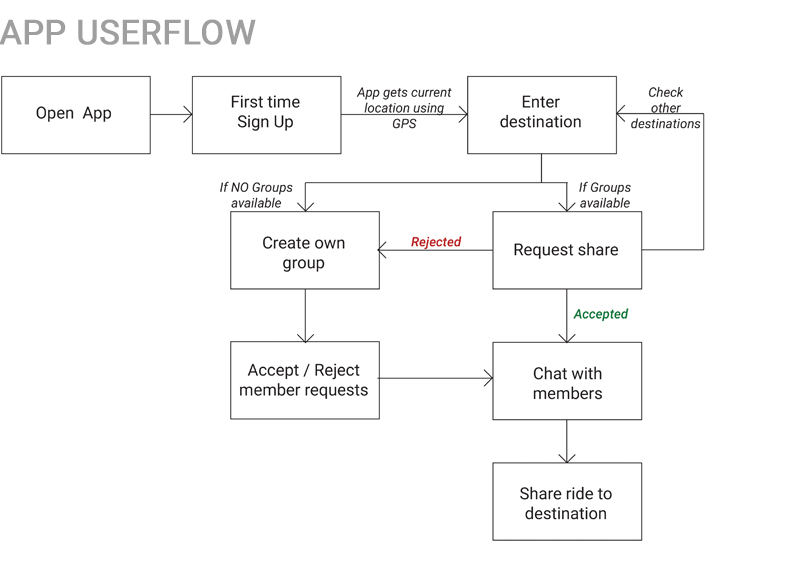 APP USERFLOW
Open App
First time
Sign Up
App gets current
location using
GPS
Enter
destination
Check
other
destinations
If NO Groups
available
If Groups
available
Create own
group
Rejected
Request share
Accepted
Accept / Reject
member requests
Chat with
members
Share ride to
destination